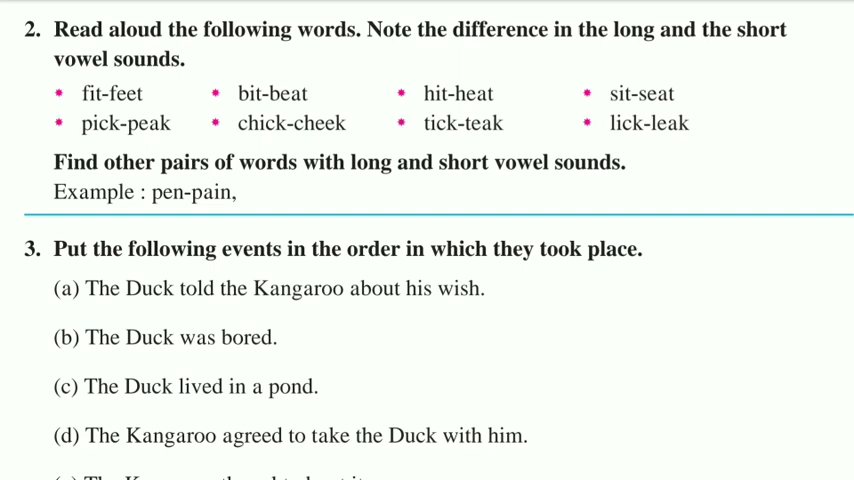 2. Read aloud the following words. Note the difference in the long and the short
vowel sounds.
* fit-feet * bit-beat * hit-heat * sit-seat
* pick-peak * chick-cheek * tick-teak * lick-leak
Find other pairs of words with long and short vowel sounds.
Example : pen-pain,
3. Put the following events in the order in which they took place.
(a) The Duck told the Kangaroo about his wish.
(b) The Duck was bored.
(c) The Duck lived in a pond.
(d) The Kangaroo agreed to take the Duck with him.